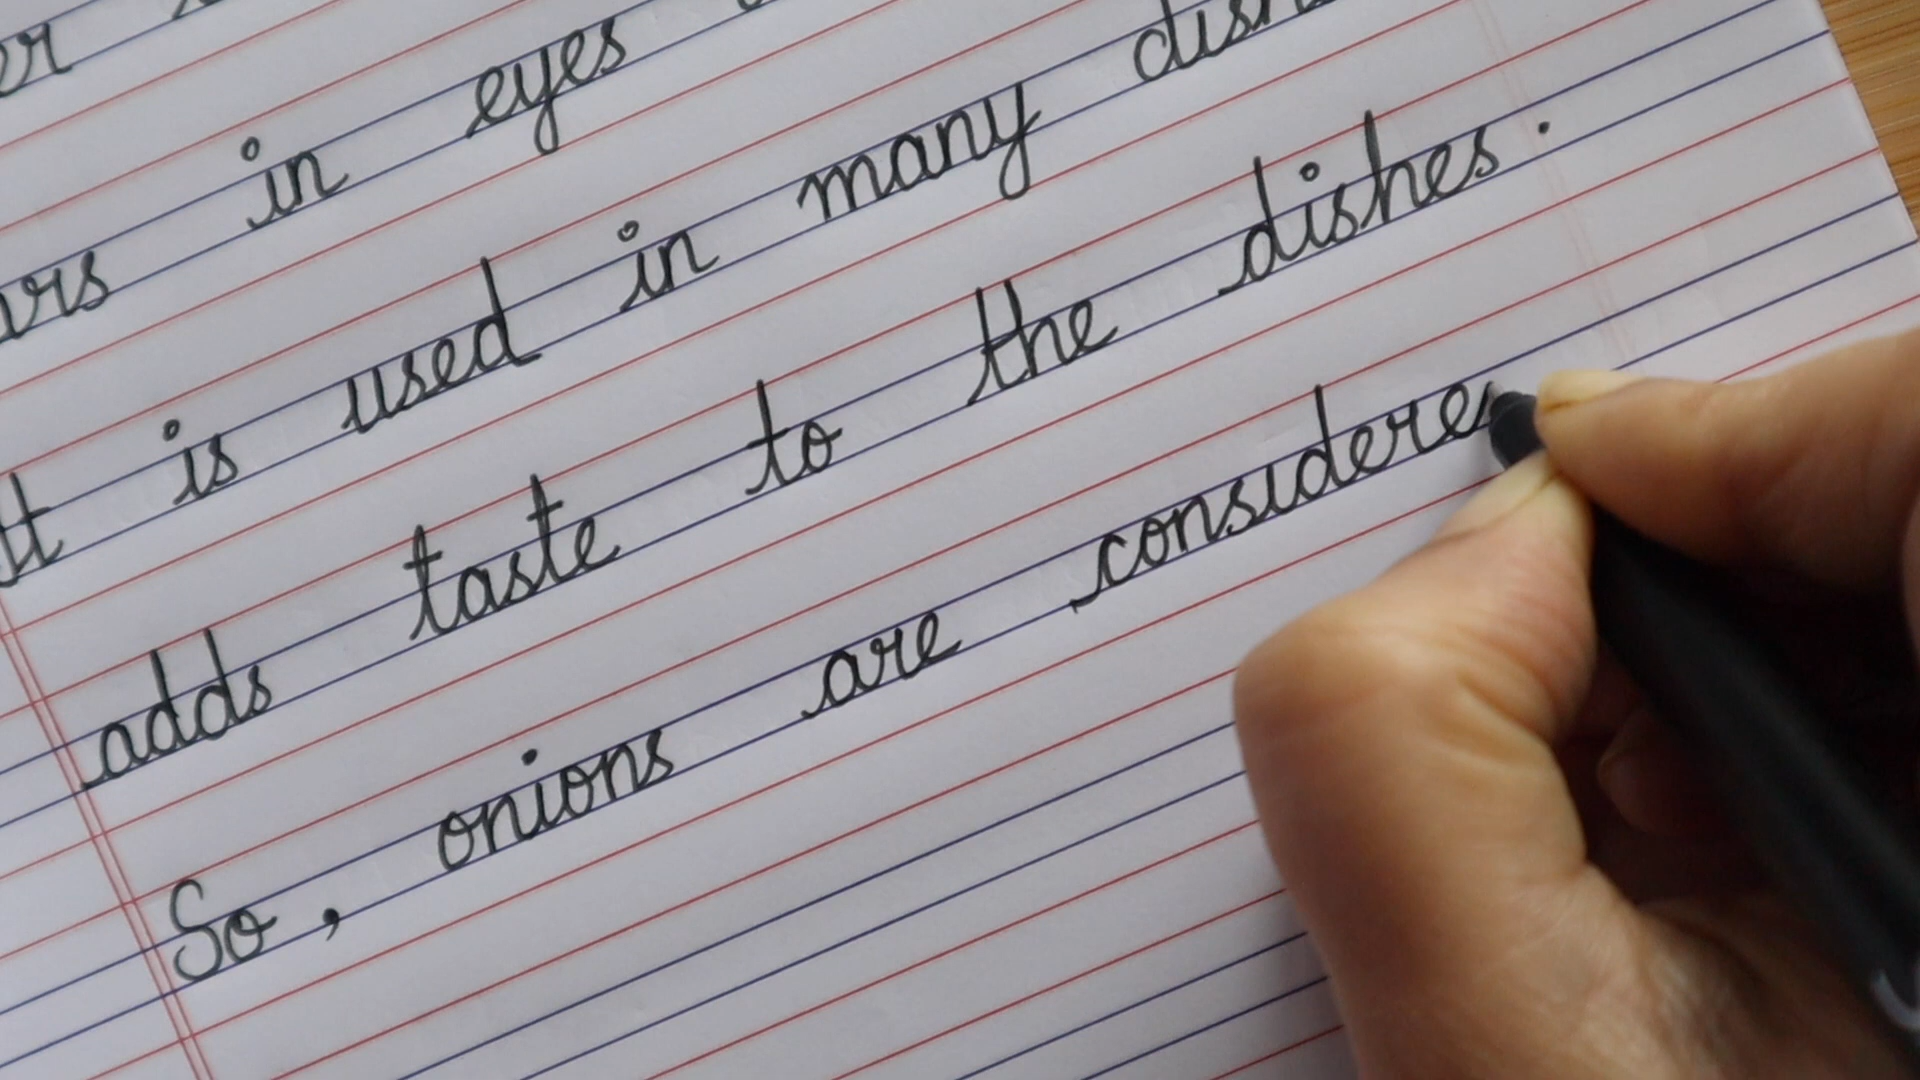 in eyes
It is used in many
adds taste to the dishes.
So, onions are considere